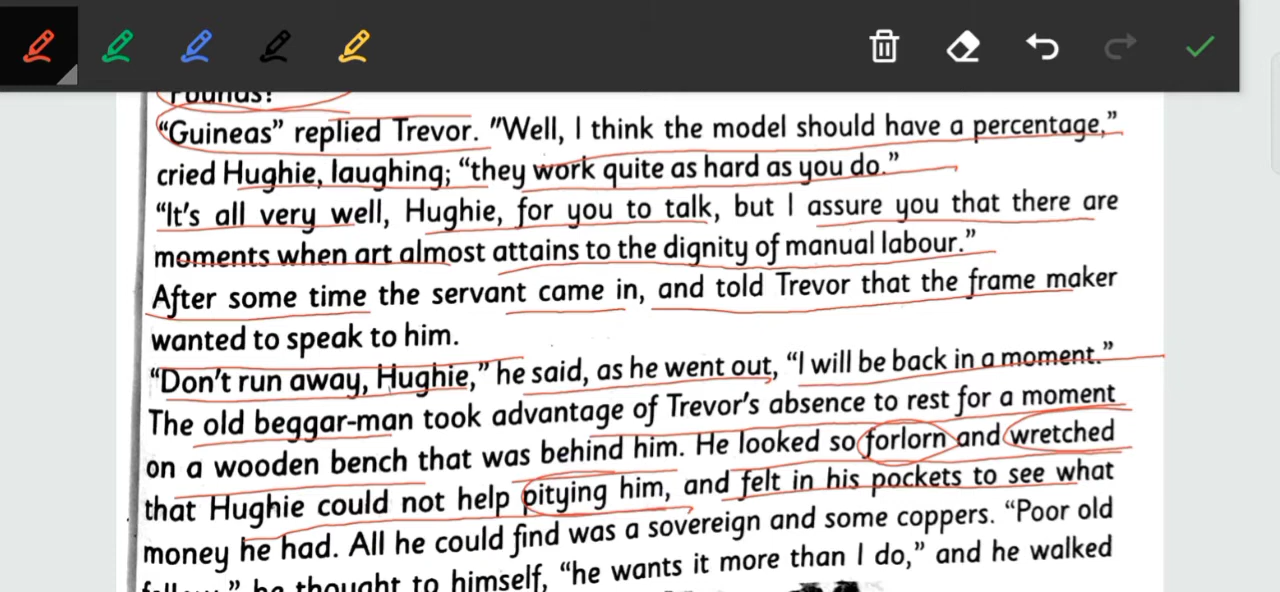 Pounds!
"Guineas" replied Trevor. "Well, I think the model should have a percentage,"
cried Hughie, laughing; "they work quite as hard as you do."
"It's all very well, Hughie, for you to talk, but I assure you that there are
moments when art almost attains to the dignity of manual labour."
After some time the servant came in, and told Trevor that the frame maker
wanted to speak to him.
"Don't run away, Hughie," he said, as he went out, "I will be back in a moment."
The old beggar-man took advantage of Trevor's absence to rest for a moment
on a wooden bench that was behind him. He looked so forlorn and wretched
that Hughie could not help pitying him, and felt in his pockets to see what
money he had. All he could find was a sovereign and some coppers. "Poor old
fellow," he thought to himself, "he wants it more than I do," and he walked